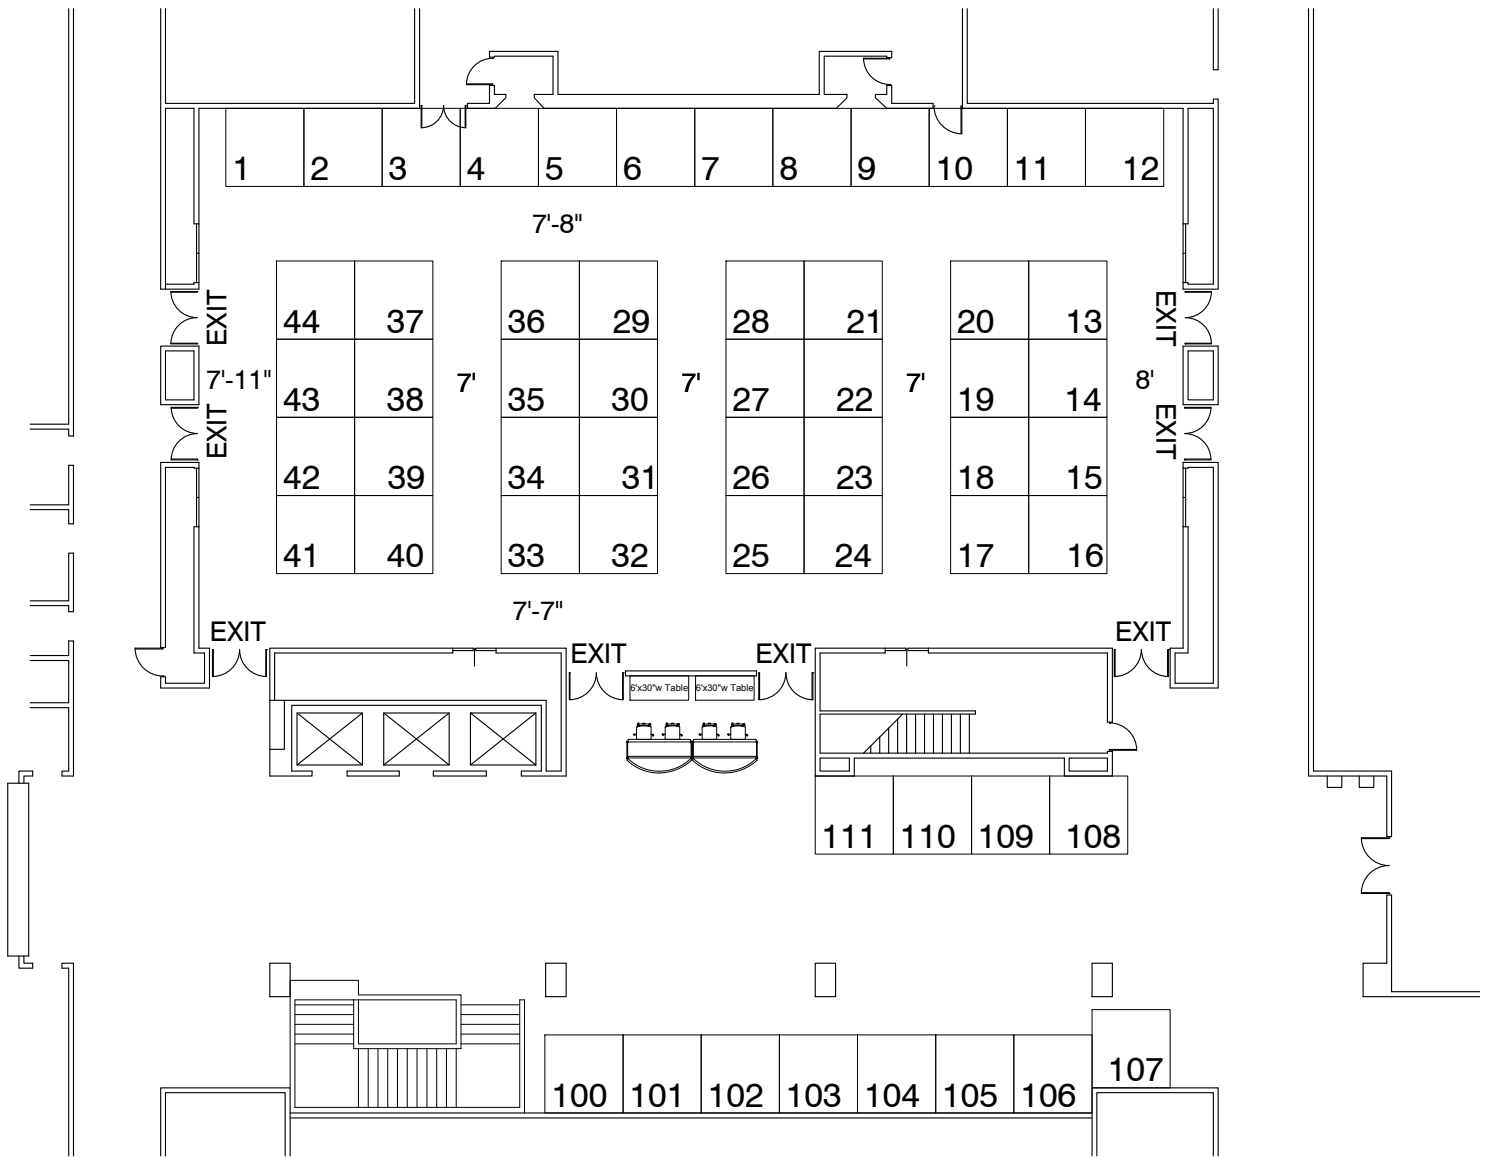 1 2 3 4 5 6 7 8 9 10 11 12
7'-8"
44 37 36 29 28 21 20 13
EXIT EXIT
7'-11" 7' 7' 7' 8'
43 38 35 30 27 22 19 14
EXIT EXIT
42 39 34 31 26 23 18 15
41 40 33 32 25 24 17 16
7'-7"
EXIT EXIT EXIT EXIT
6'x30"w Table 6'x30"w Table
111 110 109 108
107
100 101 102 103 104 105 106